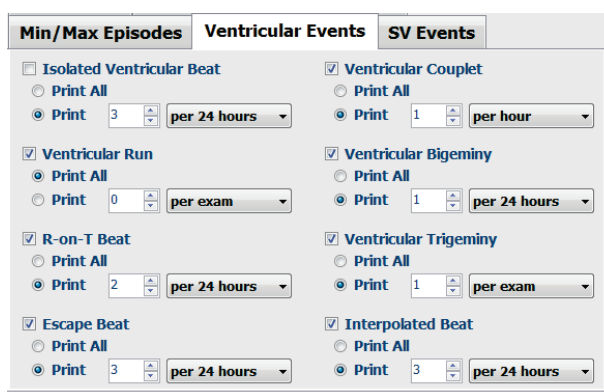 Min/Max Episodes Ventricular Events SV Events
Isolated Ventricular Beat Ventricular Couplet
Print All Print All
Print 3 per 24 hours Print 1 per hour
Ventricular Run Ventricular Bigeminy
Print All Print All
Print 0 per exam Print 1 per 24 hours
R-on-T Beat Ventricular Trigeminy
Print All Print All
Print 2 per 24 hours Print 1 per exam
Escape Beat Interpolated Beat
Print All Print All
Print 3 per 24 hours Print 3 per 24 hours